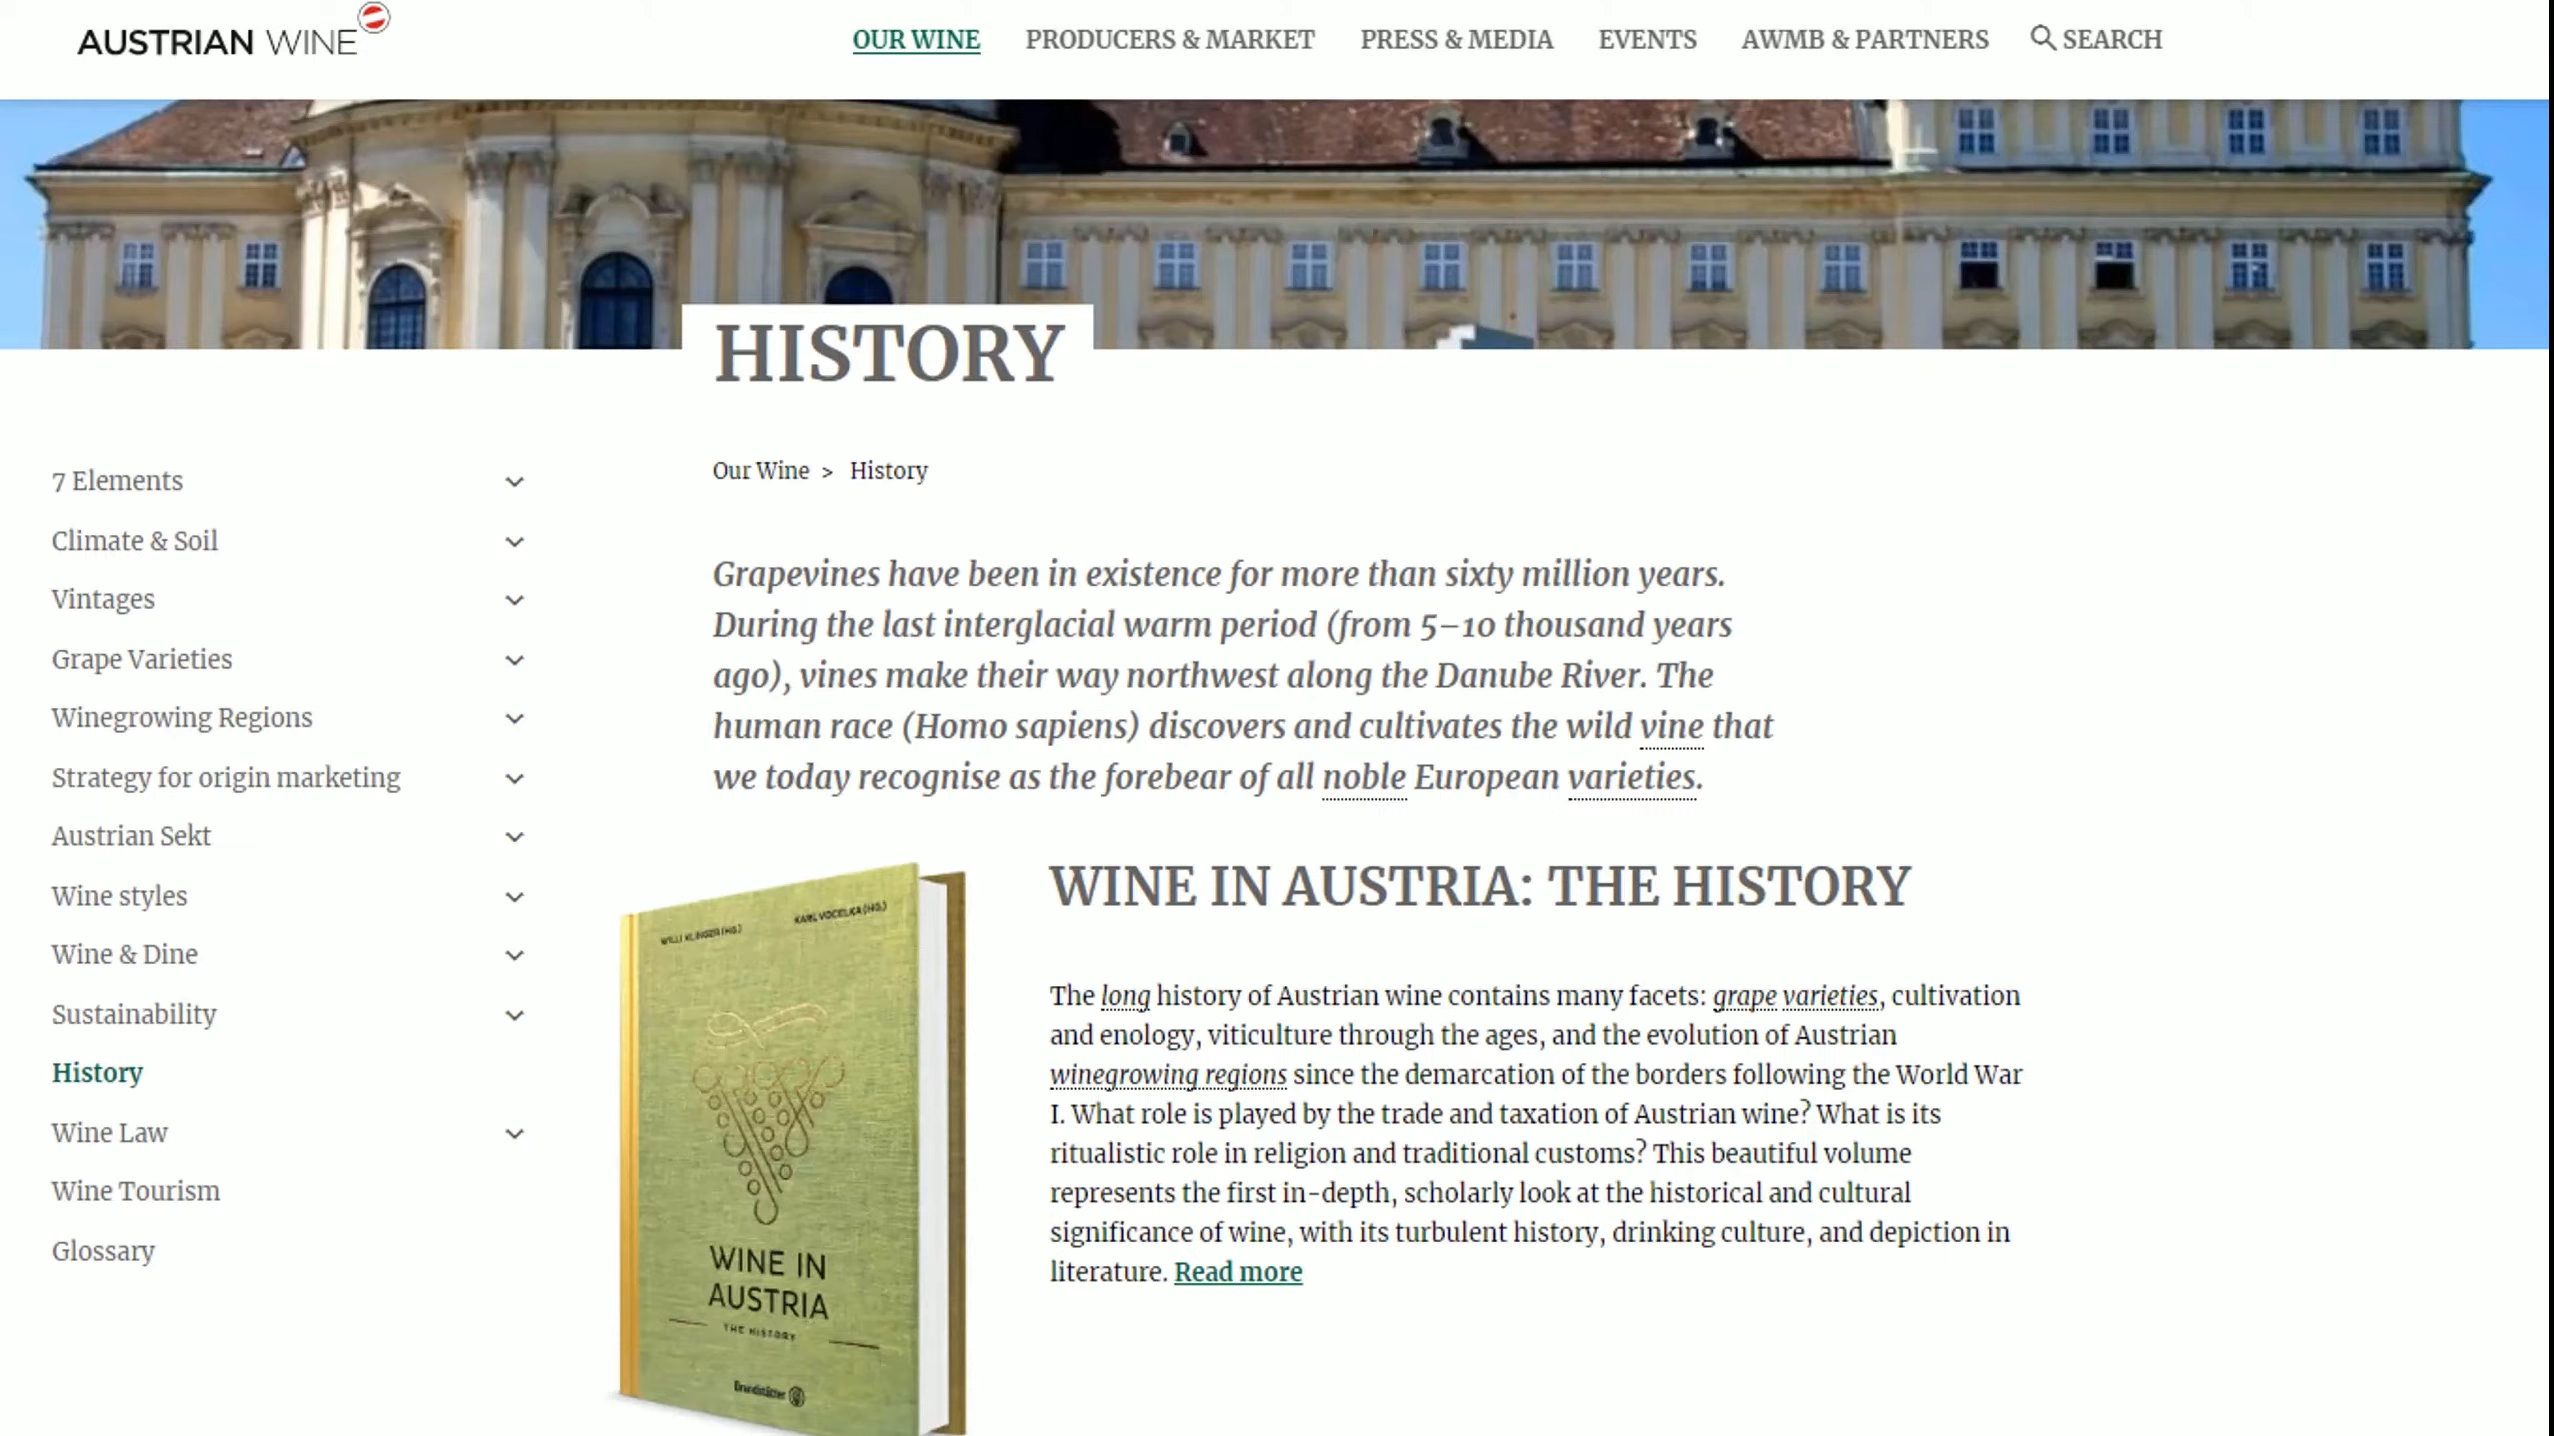 AUSTRIAN WINE
OUR WINE PRODUCERS & MARKET PRESS & MEDIA EVENTS AWMB & PARTNERS SEARCH
HISTORY
7 Elements
Climate & Soil
Vintages
Grape Varieties
Winegrowing Regions
Strategy for origin marketing
Austrian Sekt
Wine styles
Wine & Dine
Sustainability
History
Wine Law
Wine Tourism
Glossary
Our Wine > History
Grapevines have been in existence for more than sixty million years.
During the last interglacial warm period (from 5–10 thousand years
ago), vines make their way northwest along the Danube River. The
human race (Homo sapiens) discovers and cultivates the wild vine that
we today recognise as the forebear of all noble European varieties.
WILLI KLINGER (HG.)
KARL VOCELKA (HG.)
WINE IN
AUSTRIA
THE HISTORY
Brandstätter
WINE IN AUSTRIA: THE HISTORY
The long history of Austrian wine contains many facets: grape varieties, cultivation
and enology, viticulture through the ages, and the evolution of Austrian
winegrowing regions since the demarcation of the borders following the World War
I. What role is played by the trade and taxation of Austrian wine? What is its
ritualistic role in religion and traditional customs? This beautiful volume
represents the first in-depth, scholarly look at the historical and cultural
significance of wine, with its turbulent history, drinking culture, and depiction in
literature. Read more